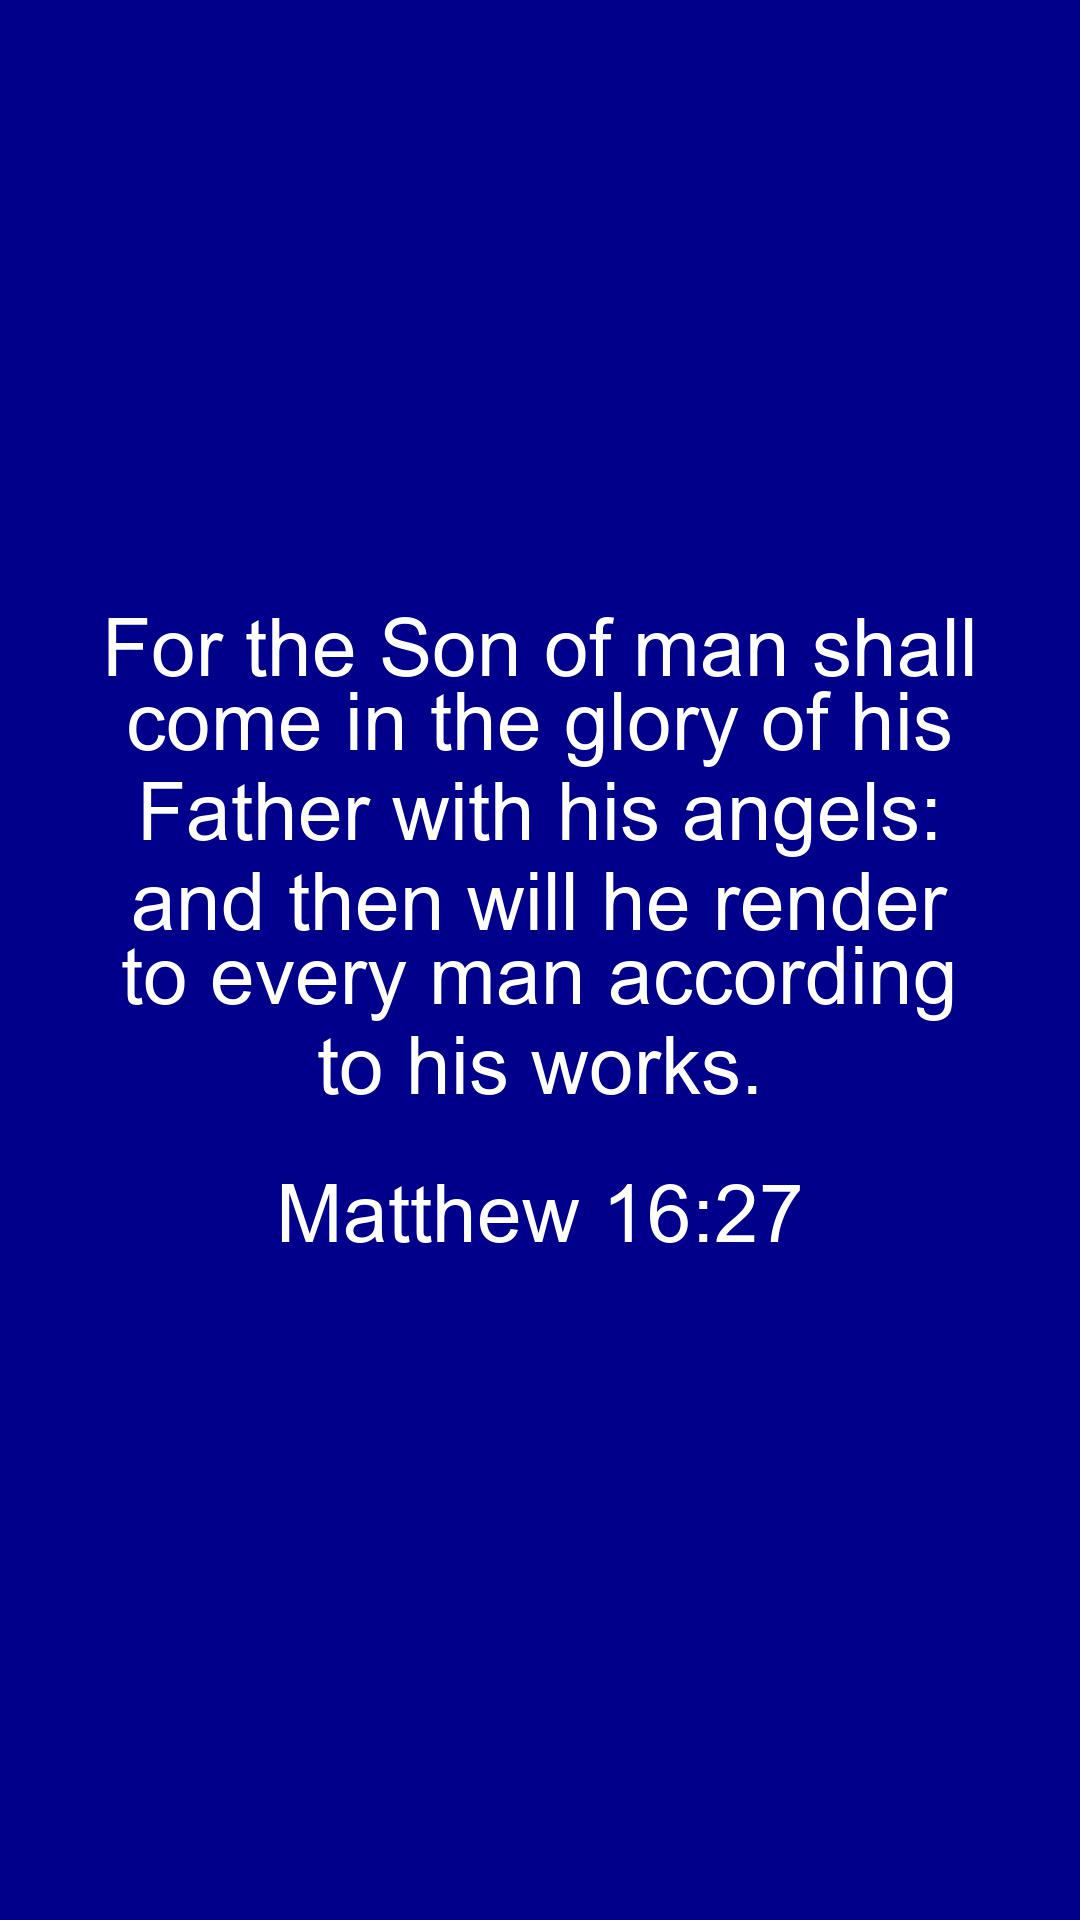 For the Son of man shall
come in the glory of his
Father with his angels:
and then will he render
to every man according
to his works.
Matthew 16:27